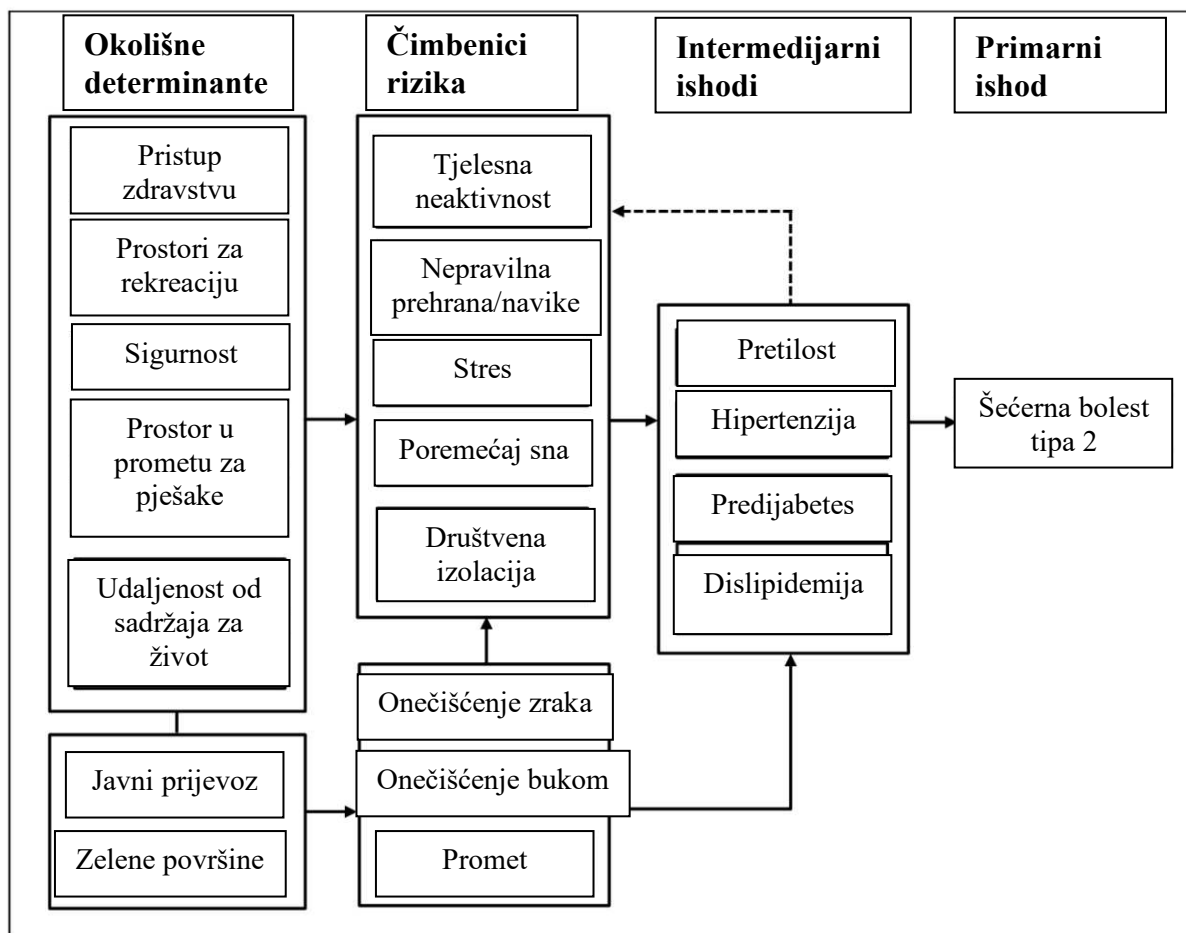 Okolišne
determinante
Čimbenici
rizika
Intermedijarni
ishodi
Primarni
ishod
Pristup
zdravstvu
Prostori za
rekreaciju
Sigurnost
Prostor u
prometu za
pješake
Udaljenost od
sadržaja za
život
Javni prijevoz
Zelene površine
Tjelesna
neaktivnost
Nepravilna
prehrana/navike
Stres
Poremećaj sna
Društvena
izolacija
Onečišćenje zraka
Onečišćenje bukom
Promet
Pretilost
Hipertenzija
Predijabetes
Dislipidemija
Šećerna bolest
tipa 2